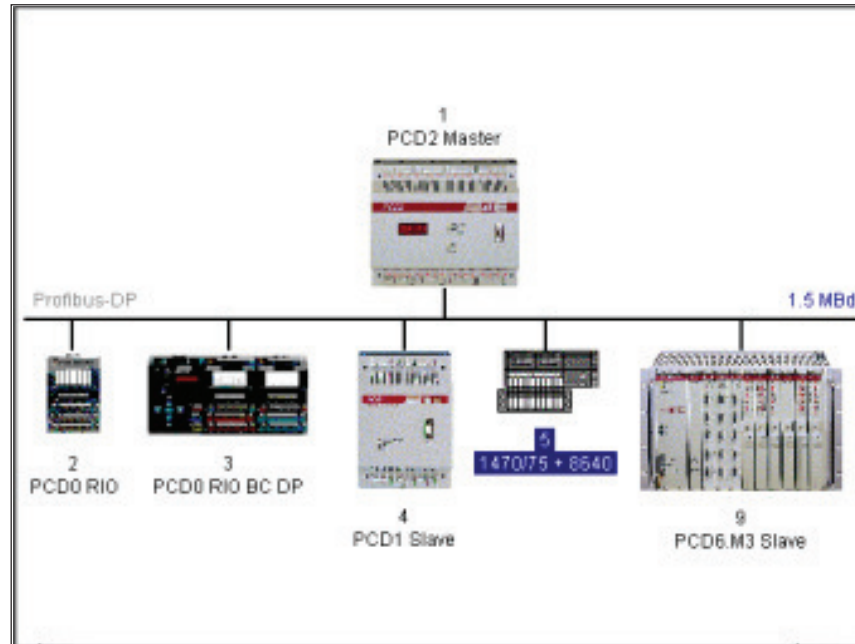 1
PCD2 Master
Profibus-DP
1.5 MBd
2
PCD0 RIO
3
PCD0 RIO BC DP
4
PCD1 Slave
5
1470/75 + 8640
9
PCD6.M3 Slave